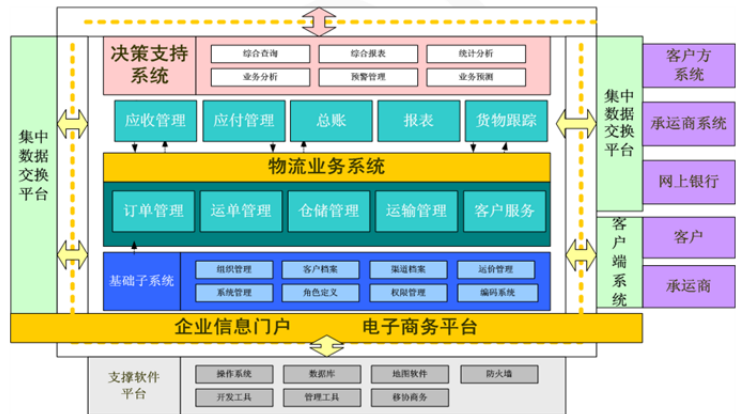 决策支持
系统
综合查询
综合报表
统计分析
业务分析
预警管理
业务预测
集中
数据
交换
平台
应收管理
应付管理
总账
报表
货物跟踪
物流业务系统
订单管理
运单管理
仓储管理
运输管理
客户服务
基础子系统
组织管理
客户档案
渠道档案
运价管理
系统管理
角色定义
权限管理
编码系统
企业信息门户
电子商务平台
支撑软件
平台
操作系统
数据库
地图软件
防火墙
开发工具
管理工具
移协商务
集中
数据
交换
平台
客户方
系统
承运商系统
网上银行
客
户
端
系
统
客户
承运商